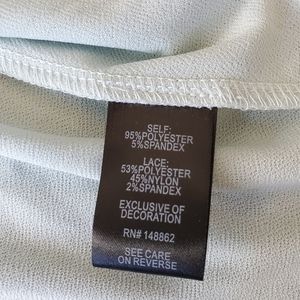 SELF:
95%POLYESTER
5%SPANDEX
LACE:
53%POLYESTER
45%NYLON
2%SPANDEX
EXCLUSIVE OF
DECORATION
RN# 148862
SEE CARE
ON REVERSE